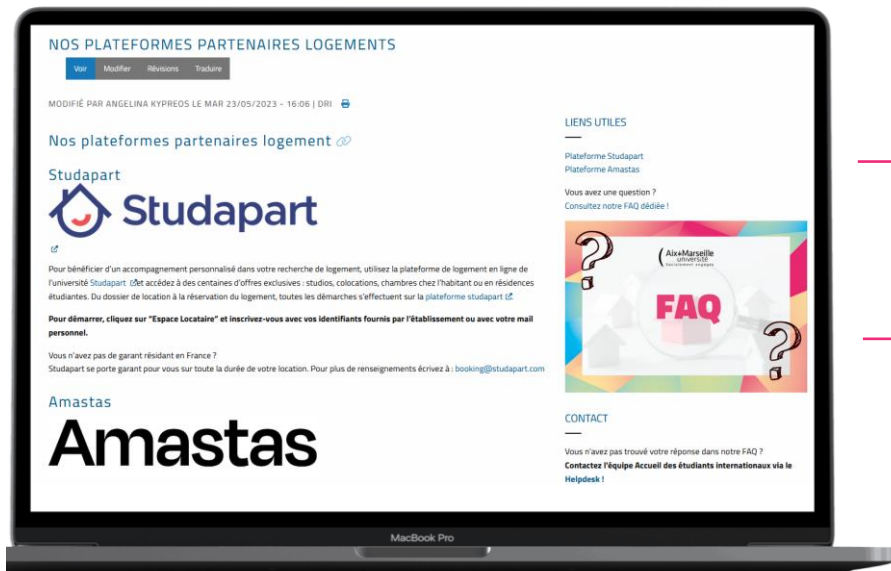 NOS PLATEFORMES PARTENAIRES LOGEMENTS
Voir Modifier Révisions Traduire
MODIFIÉ PAR ANGELINA KYPREOS LE MAR 23/05/2023 - 16:06 | DRI
Nos plateformes partenaires logement
Studapart
Studapart
Pour bénéficier d'un accompagnement personnalisé dans votre recherche de logement, utilisez la plateforme de logement en ligne de
l'université Studapart et accédez à des centaines d'offres exclusives : studios, colocations, chambres chez l'habitant ou en résidences
étudiantes. Du dossier de location à la réservation du logement, toutes les démarches s'effectuent sur la plateforme studapart.
Pour démarrer, cliquez sur "Espace Locataire" et inscrivez-vous avec vos identifiants fournis par l'établissement ou avec votre mail
personnel.
Vous n'avez pas de garant résidant en France ?
Studapart se porte garant pour vous sur toute la durée de votre location. Pour plus de renseignements écrivez à : booking@studapart.com
Amastas
Amastas
LIENS UTILES
Plateforme Studapart
Plateforme Amastas
Vous avez une question ?
Consultez notre FAQ dédiée !
? Aix*Marseille
université
Socialement engagée
FAQ
?
CONTACT
Vous n'avez pas trouvé votre réponse dans notre FAQ ?
Contactez l'équipe Accueil des étudiants internationaux via le
Helpdesk !
MacBook Pro